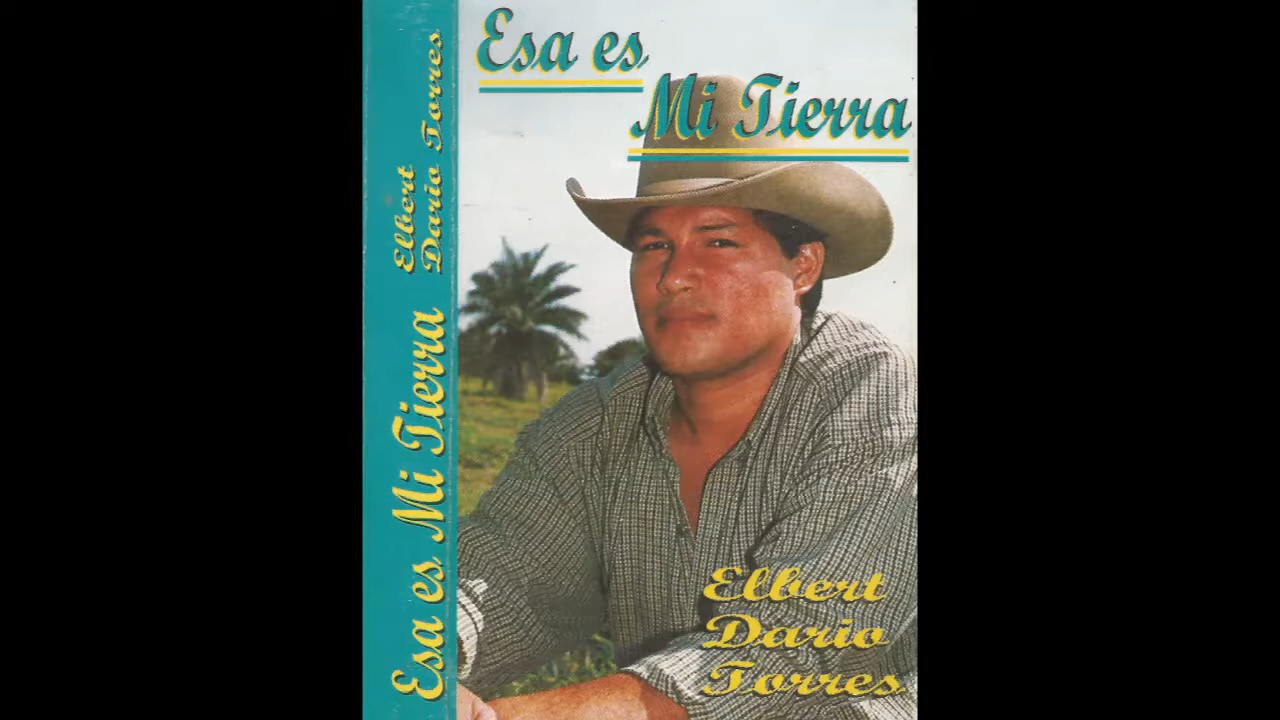 Esa es
Mi Tierra
Elbert
Dario
Torres
Esa es Mi Tierra
Elbert
Dario Torres